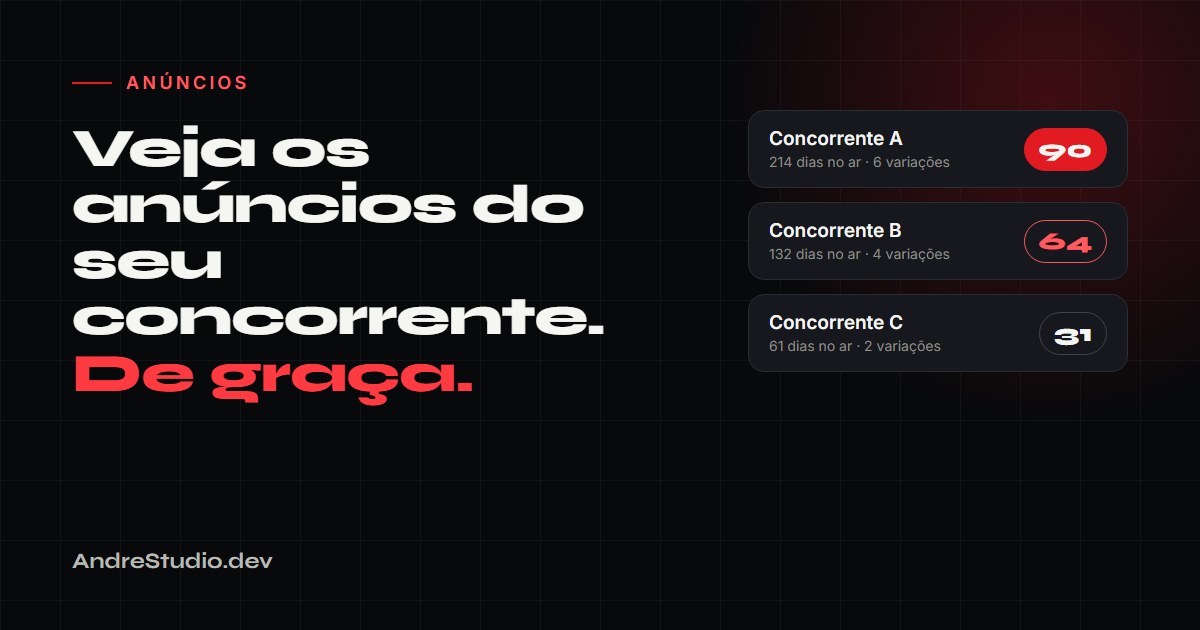 ANÚNCIOS
Veja os
anúncios do
seu
concorrente.
De graça.
Concorrente A
214 dias no ar · 6 variações
90
Concorrente B
132 dias no ar · 4 variações
64
Concorrente C
61 dias no ar · 2 variações
31
AndreStudio.dev